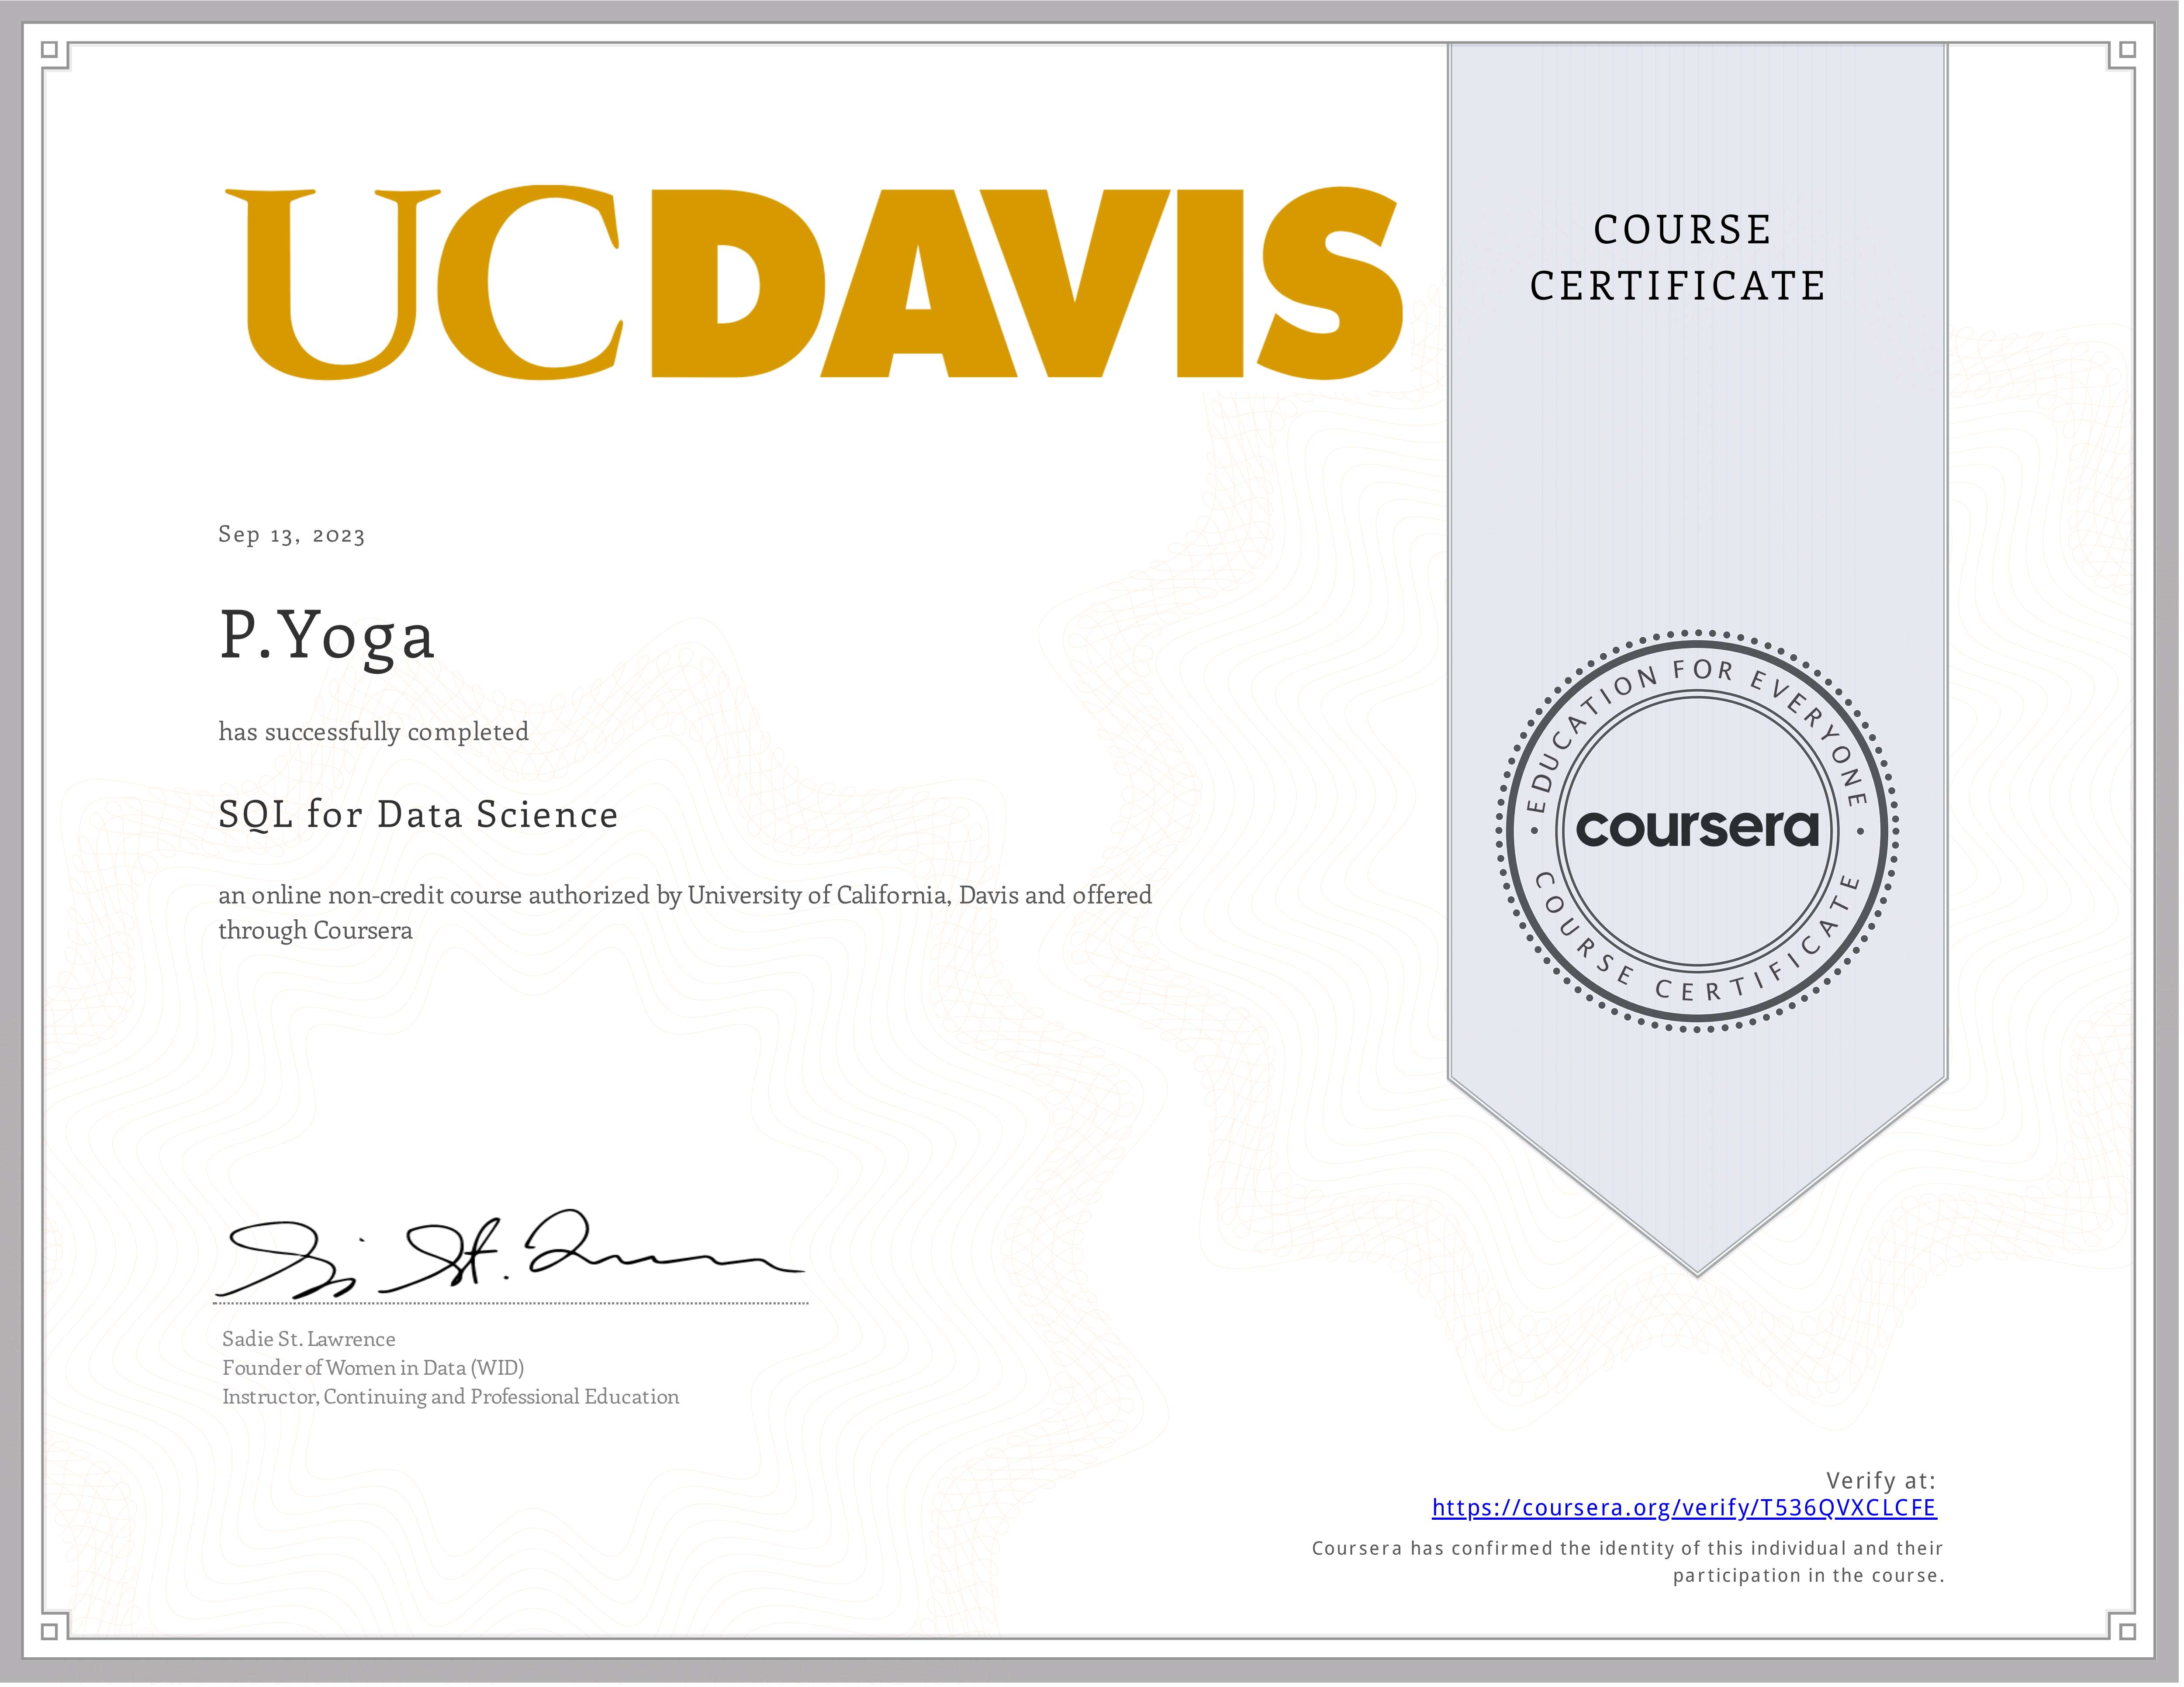 UCDAVIS
COURSE
CERTIFICATE
Sep 13, 2023
P.Yoga
has successfully completed
SQL for Data Science
an online non-credit course authorized by University of California, Davis and offered
through Coursera
EDUCATION FOR EVERYONE
coursera
COURSE CERTIFICATE
Sadie St. Lawrence
Founder of Women in Data (WID)
Instructor, Continuing and Professional Education
Verify at:
https://coursera.org/verify/T536QVXCLCFE
Coursera has confirmed the identity of this individual and their
participation in the course.